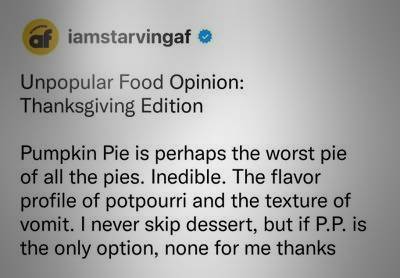 af iamstarvingaf
Unpopular Food Opinion:
Thanksgiving Edition
Pumpkin Pie is perhaps the worst pie
of all the pies. Inedible. The flavor
profile of potpourri and the texture of
vomit. I never skip dessert, but if P.P. is
the only option, none for me thanks